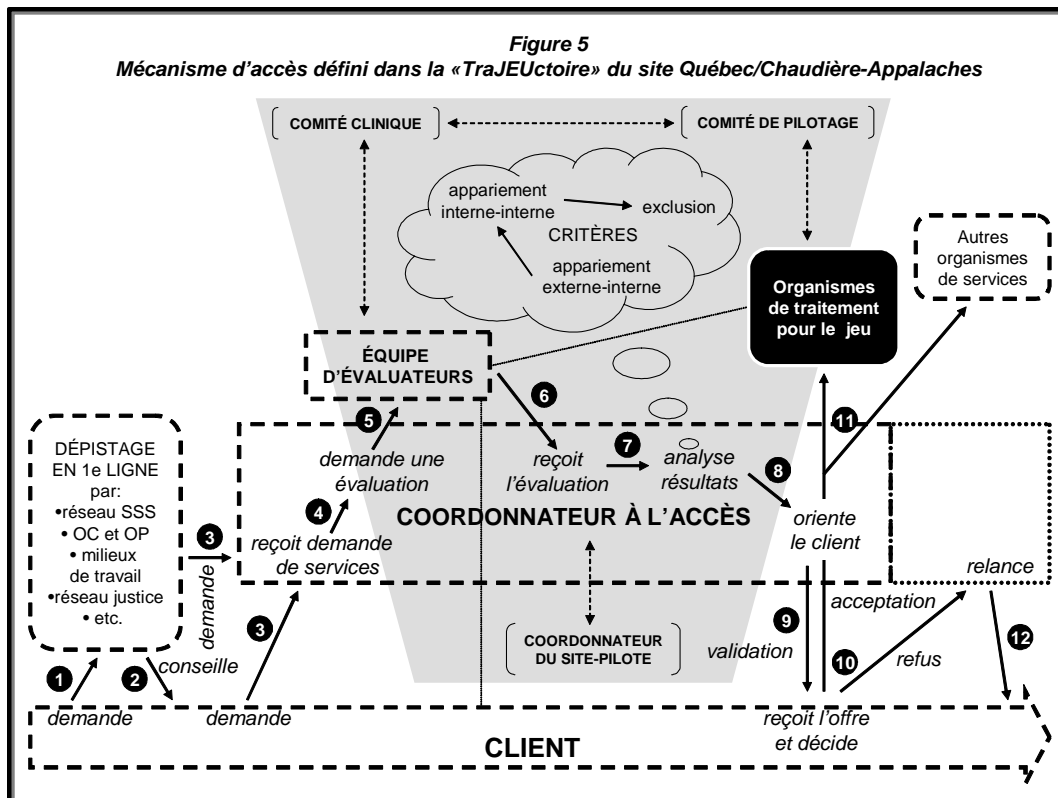 Figure 5
Mécanisme d’accès défini dans la «TraJEUctoire» du site Québec/Chaudière-Appalaches
COMITÉ CLINIQUE
COMITÉ DE PILOTAGE
appariement
interne-interne
exclusion
CRITÈRES
appariement
externe-interne
Autres
organismes
de services
Organismes
de traitement
pour le jeu
ÉQUIPE
D’ÉVALUATEURS
5
6
11
DÉPISTAGE
EN 1e LIGNE
par:
•réseau SSS
• OC et OP
• milieux
de travail
•réseau justice
• etc.
3
demande
demande une
évaluation
4
reçoit demande
de services
3
reçoit
l’évaluation
7
analyse
résultats
8
COORDONNATEUR À L’ACCÈS
oriente
le client
relance
COORDONNATEUR
DU SITE-PILOTE
9
validation
acceptation
10
refus
12
1
2
conseille
demande
demande
reçoit l’offre
et décide
CLIENT